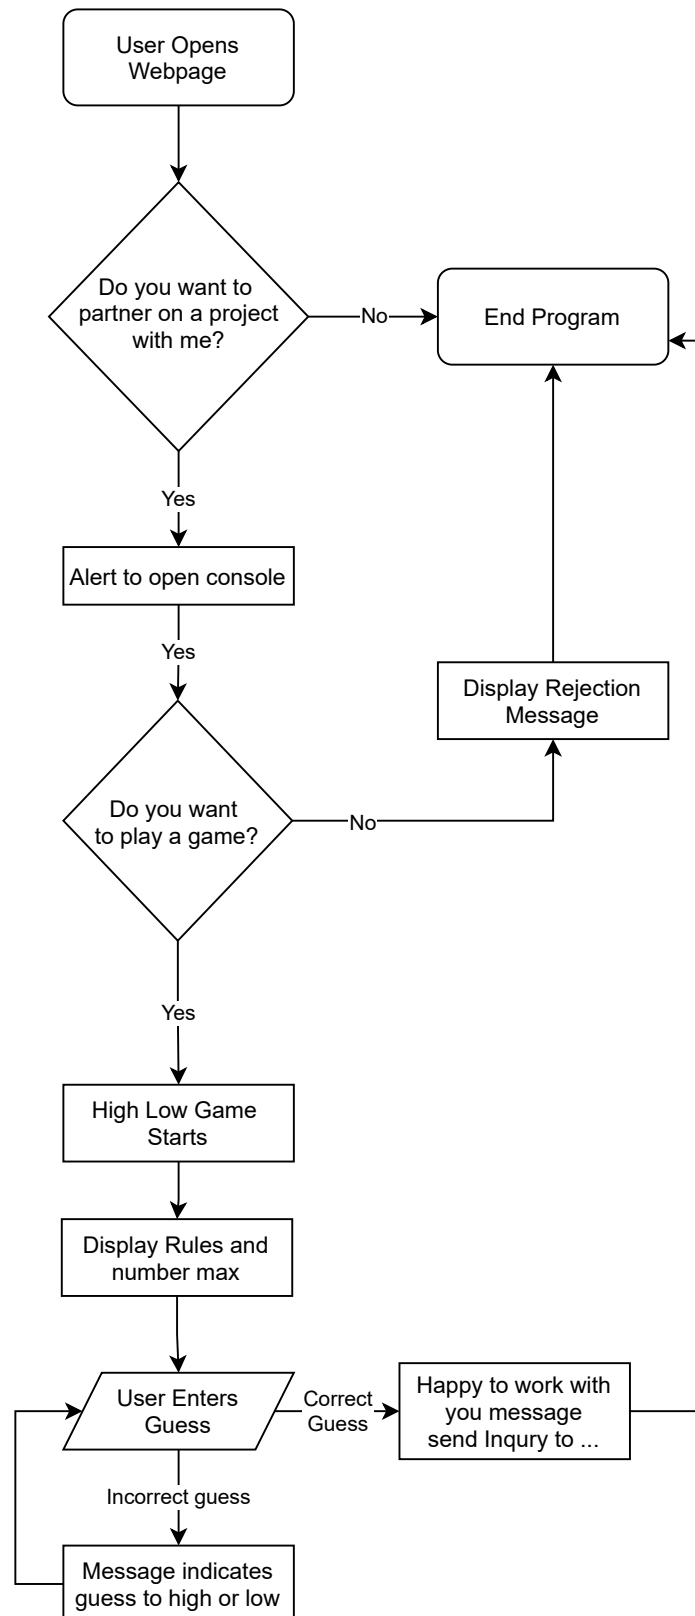 User Opens
Webpage
Do you want to
partner on a project
with me?
No
End Program
Yes
Alert to open console
Yes
Display Rejection
Message
Do you want
to play a game?
No
Yes
High Low Game
Starts
Display Rules and
number max
User Enters
Guess
Correct
Guess
Happy to work with
you message
send Inqury to ...
Incorrect guess
Message indicates
guess to high or low